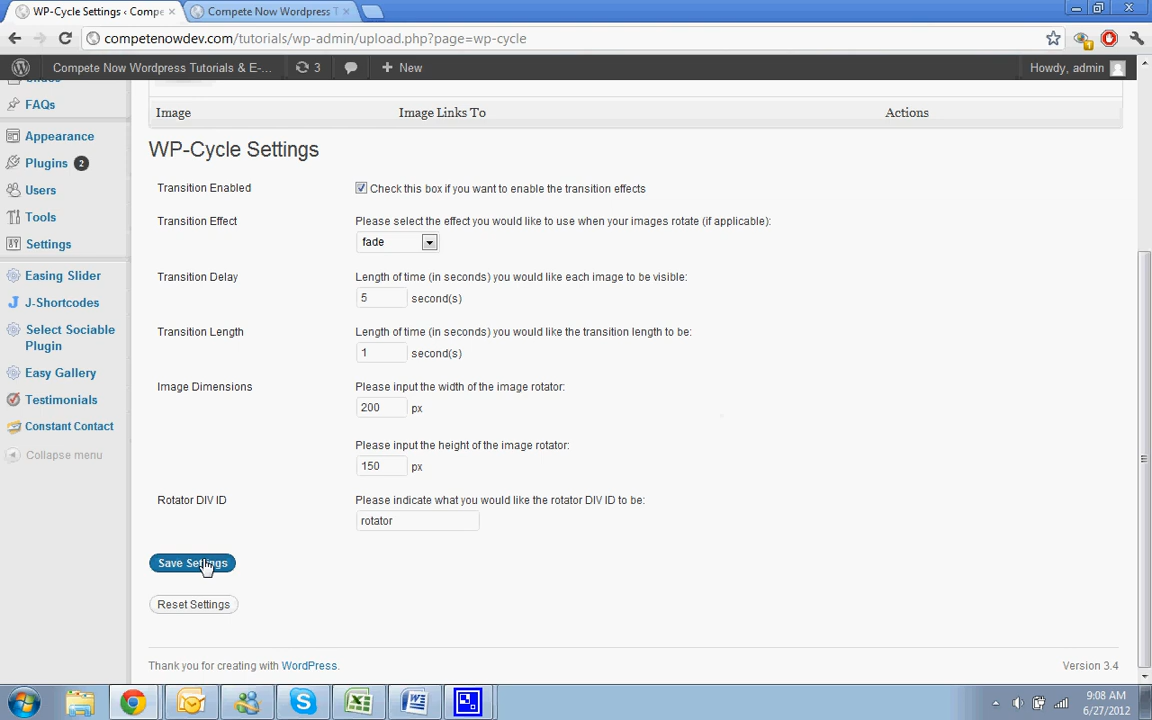 WP-Cycle Settings ‹ Compe
Compete Now Wordpress T
competenowdev.com/tutorials/wp-admin/upload.php?page=wp-cycle
Compete Now Wordpress Tutorials & E-...
3
New
Howdy, admin
FAQs
Appearance
Plugins 2
Users
Tools
Settings
Easing Slider
J-Shortcodes
Select Sociable
Plugin
Easy Gallery
Testimonials
Constant Contact
Collapse menu
Image
Image Links To
Actions
WP-Cycle Settings
Transition Enabled
Check this box if you want to enable the transition effects
Transition Effect
Please select the effect you would like to use when your images rotate (if applicable):
fade
Transition Delay
Length of time (in seconds) you would like each image to be visible:
5 second(s)
Transition Length
Length of time (in seconds) you would like the transition length to be:
1 second(s)
Image Dimensions
Please input the width of the image rotator:
200 px
Please input the height of the image rotator:
150 px
Rotator DIV ID
Please indicate what you would like the rotator DIV ID to be:
rotator
Save Settings
Reset Settings
Thank you for creating with WordPress.
Version 3.4
9:08 AM
6/27/2012